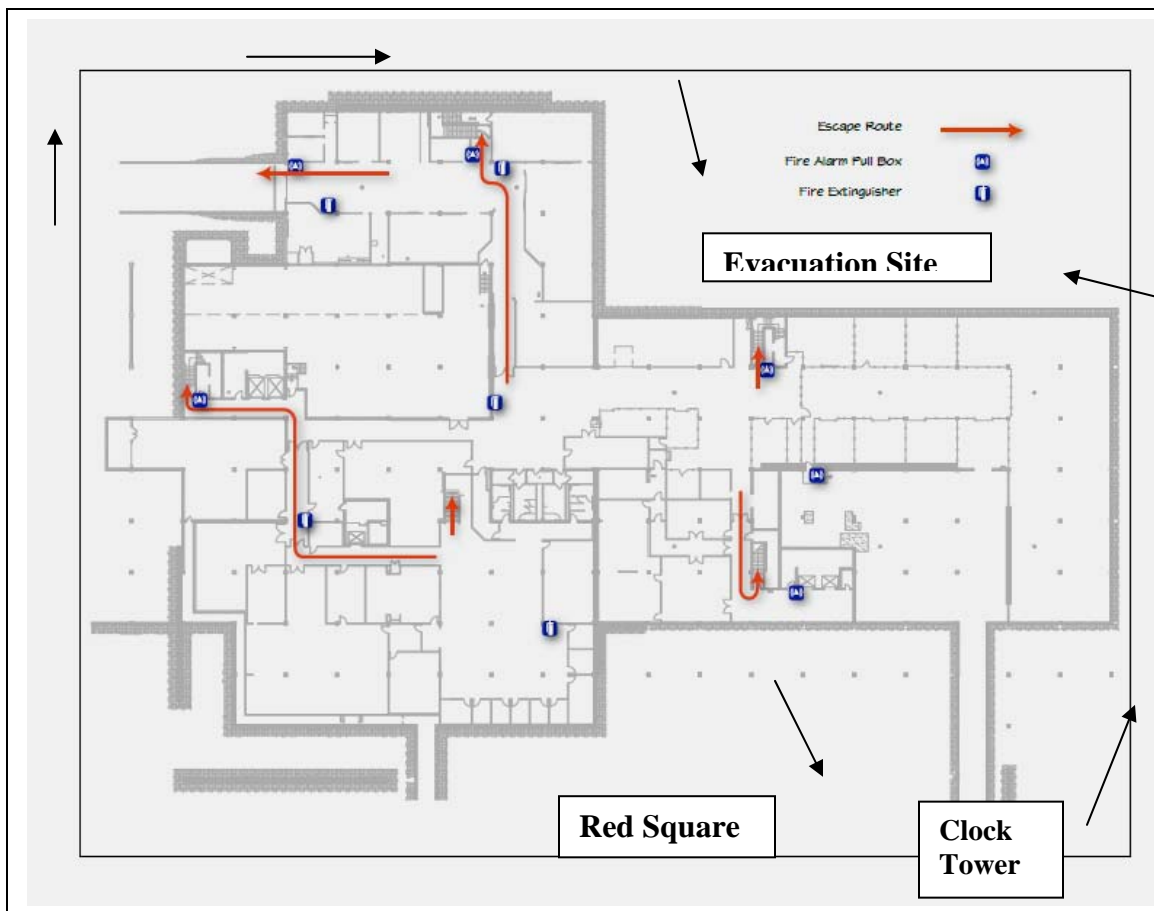 Escape Route
Fire Alarm Pull Box
Fire Extinguisher
Evacuation Site
Red Square
Clock
Tower